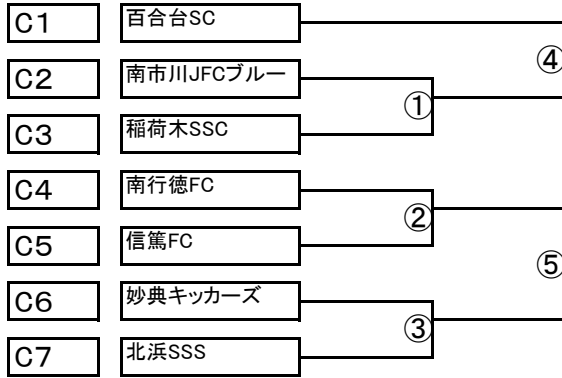 C1 百合台SC
④
C2 南市川JFCブルー
①
C3 稲荷木SSC
C4 南行徳FC
②
C5 信篤FC
⑤
C6 妙典キッカーズ
③
C7 北浜SSS